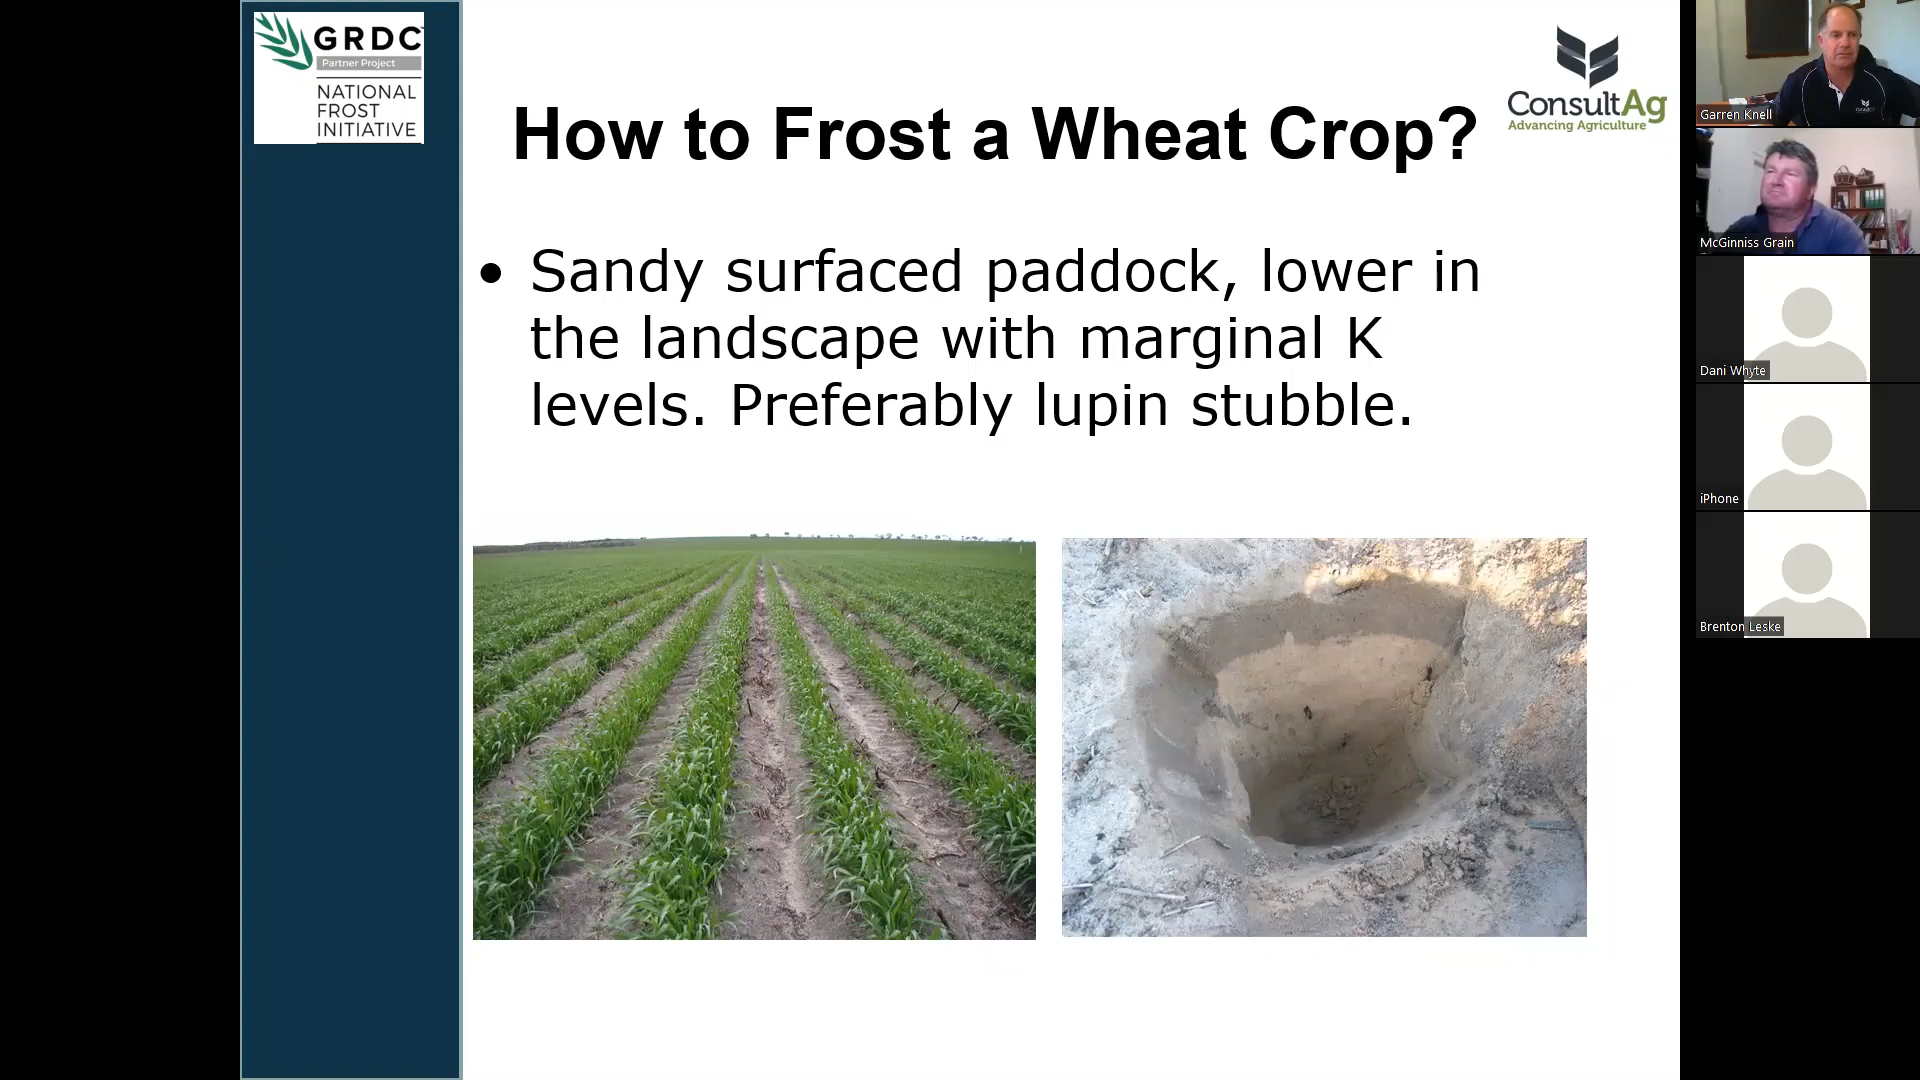 GRDC
Partner Project
NATIONAL
FROST
INITIATIVE
How to Frost a Wheat Crop?
ConsultAg
Advancing Agriculture
• Sandy surfaced paddock, lower in
the landscape with marginal K
levels. Preferably lupin stubble.
Garren Knell
McGinniss Grain
Dani Whyte
iPhone
Brenton Leske